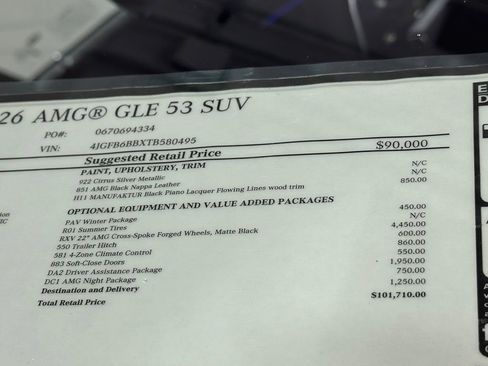 26 AMG® GLE 53 SUV
PO#: 0670694334
VIN: 4JGFB6BBXTB580495
Suggested Retail Price $90,000
PAINT, UPHOLSTERY, TRIM
922 Cirrus Silver Metallic N/C
851 AMG Black Nappa Leather N/C
H11 MANUFAKTUR Black Piano Lacquer Flowing Lines wood trim 850.00
OPTIONAL EQUIPMENT AND VALUE ADDED PACKAGES
PAV Winter Package 450.00
R01 Summer Tires N/C
RXV 22" AMG Cross-Spoke Forged Wheels, Matte Black 4,450.00
550 Trailer Hitch 600.00
581 4-Zone Climate Control 860.00
883 Soft-Close Doors 550.00
DA2 Driver Assistance Package 1,950.00
DC1 AMG Night Package 750.00
Destination and Delivery 1,250.00
Total Retail Price $101,710.00